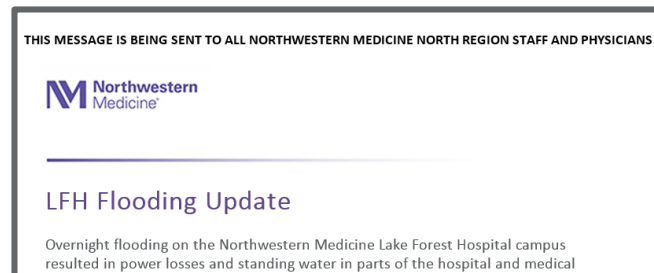 THIS MESSAGE IS BEING SENT TO ALL NORTHWESTERN MEDICINE NORTH REGION STAFF AND PHYSICIANS
NM Northwestern
Medicine®
LFH Flooding Update
Overnight flooding on the Northwestern Medicine Lake Forest Hospital campus
resulted in power losses and standing water in parts of the hospital and medical